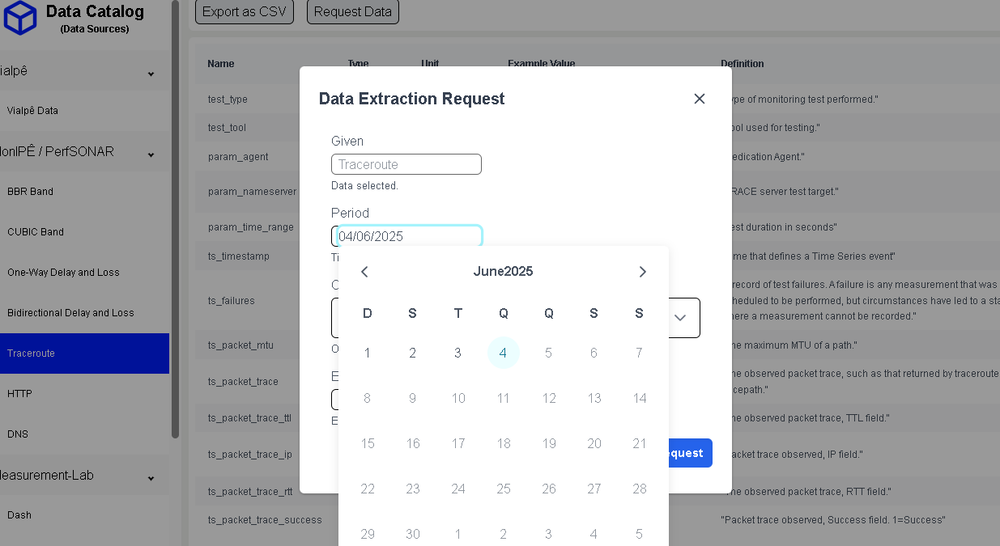 Data Catalog
(Data Sources)
Export as CSV
Request Data
ialpê
Vialpê Data
onIPÊ / PerfSONAR
BBR Band
CUBIC Band
One-Way Delay and Loss
Bidirectional Delay and Loss
Traceroute
HTTP
DNS
easurement-Lab
Dash
Name Type Unit Example Value Definition
test_type ype of monitoring test performed."
test_tool ool used for testing."
param_agent edication Agent."
param_nameserver RACE server test target."
param_time_range est duration in seconds"
ts_timestamp me that defines a Time Series event"
ts_failures record of test failures. A failure is any measurement that was
cheduled to be performed, but circumstances have led to a sta
here a measurement cannot be recorded."
ts_packet_mtu he maximum MTU of a path."
ts_packet_trace he observed packet trace, such as that returned by traceroute
cepath."
ts_packet_trace_ttl he observed packet trace, TTL field."
ts_packet_trace_ip acket trace observed, IP field."
ts_packet_trace_rtt he observed packet trace, RTT field."
ts_packet_trace_success "Packet trace observed, Success field. 1=Success"
Data Extraction Request
Given
Traceroute
Data selected.
Period
04/06/2025
Ti
C
O
E
E
quest
June2025
D S T Q Q S S
1 2 3 4 5 6 7
8 9 10 11 12 13 14
15 16 17 18 19 20 21
22 23 24 25 26 27 28
29 30 1 2 3 4 5